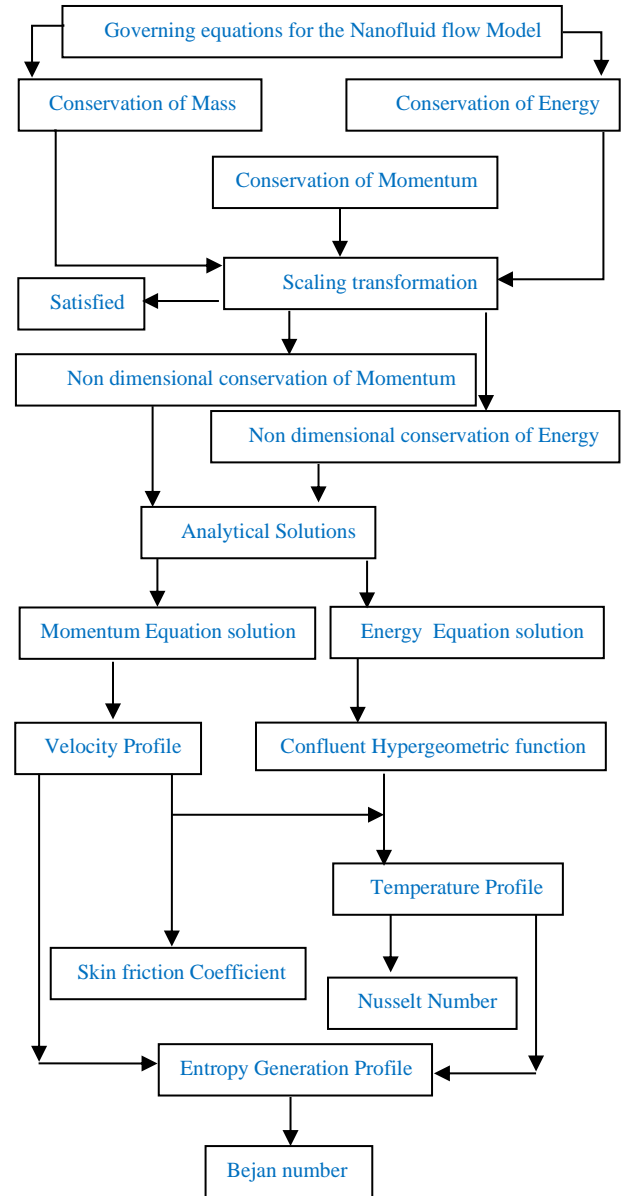 Governing equations for the Nanofluid flow Model
Conservation of Mass
Conservation of Energy
Conservation of Momentum
Scaling transformation
Satisfied
Non dimensional conservation of Momentum
Non dimensional conservation of Energy
Analytical Solutions
Momentum Equation solution
Energy Equation solution
Velocity Profile
Confluent Hypergeometric function
Temperature Profile
Skin friction Coefficient
Nusselt Number
Entropy Generation Profile
Bejan number